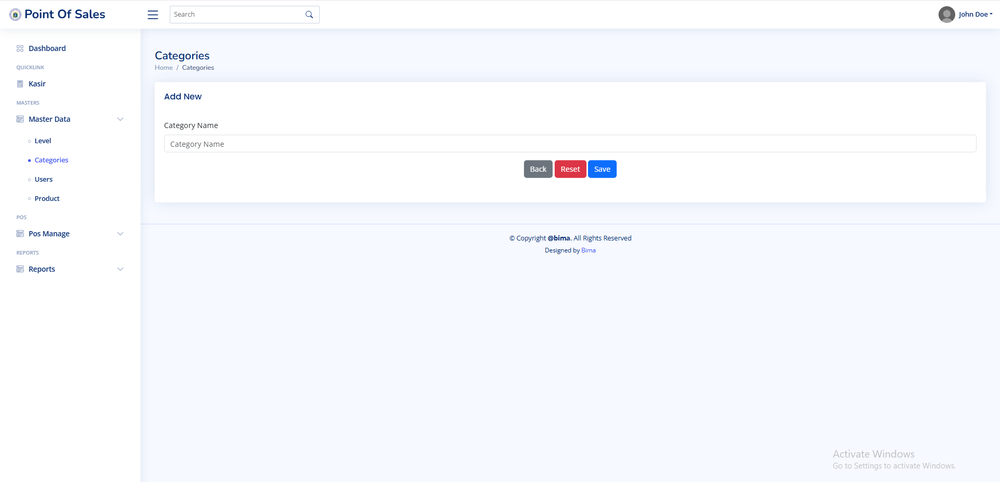 Point Of Sales
Search
John Doe
Dashboard
QUICKLINK
Kasir
MASTERS
Master Data
Level
Categories
Users
Product
POS
Pos Manage
REPORTS
Reports
Categories
Home / Categories
Add New
Category Name
Category Name
Back Reset Save
© Copyright @bima. All Rights Reserved
Designed by Bima
Activate Windows
Go to Settings to activate Windows.